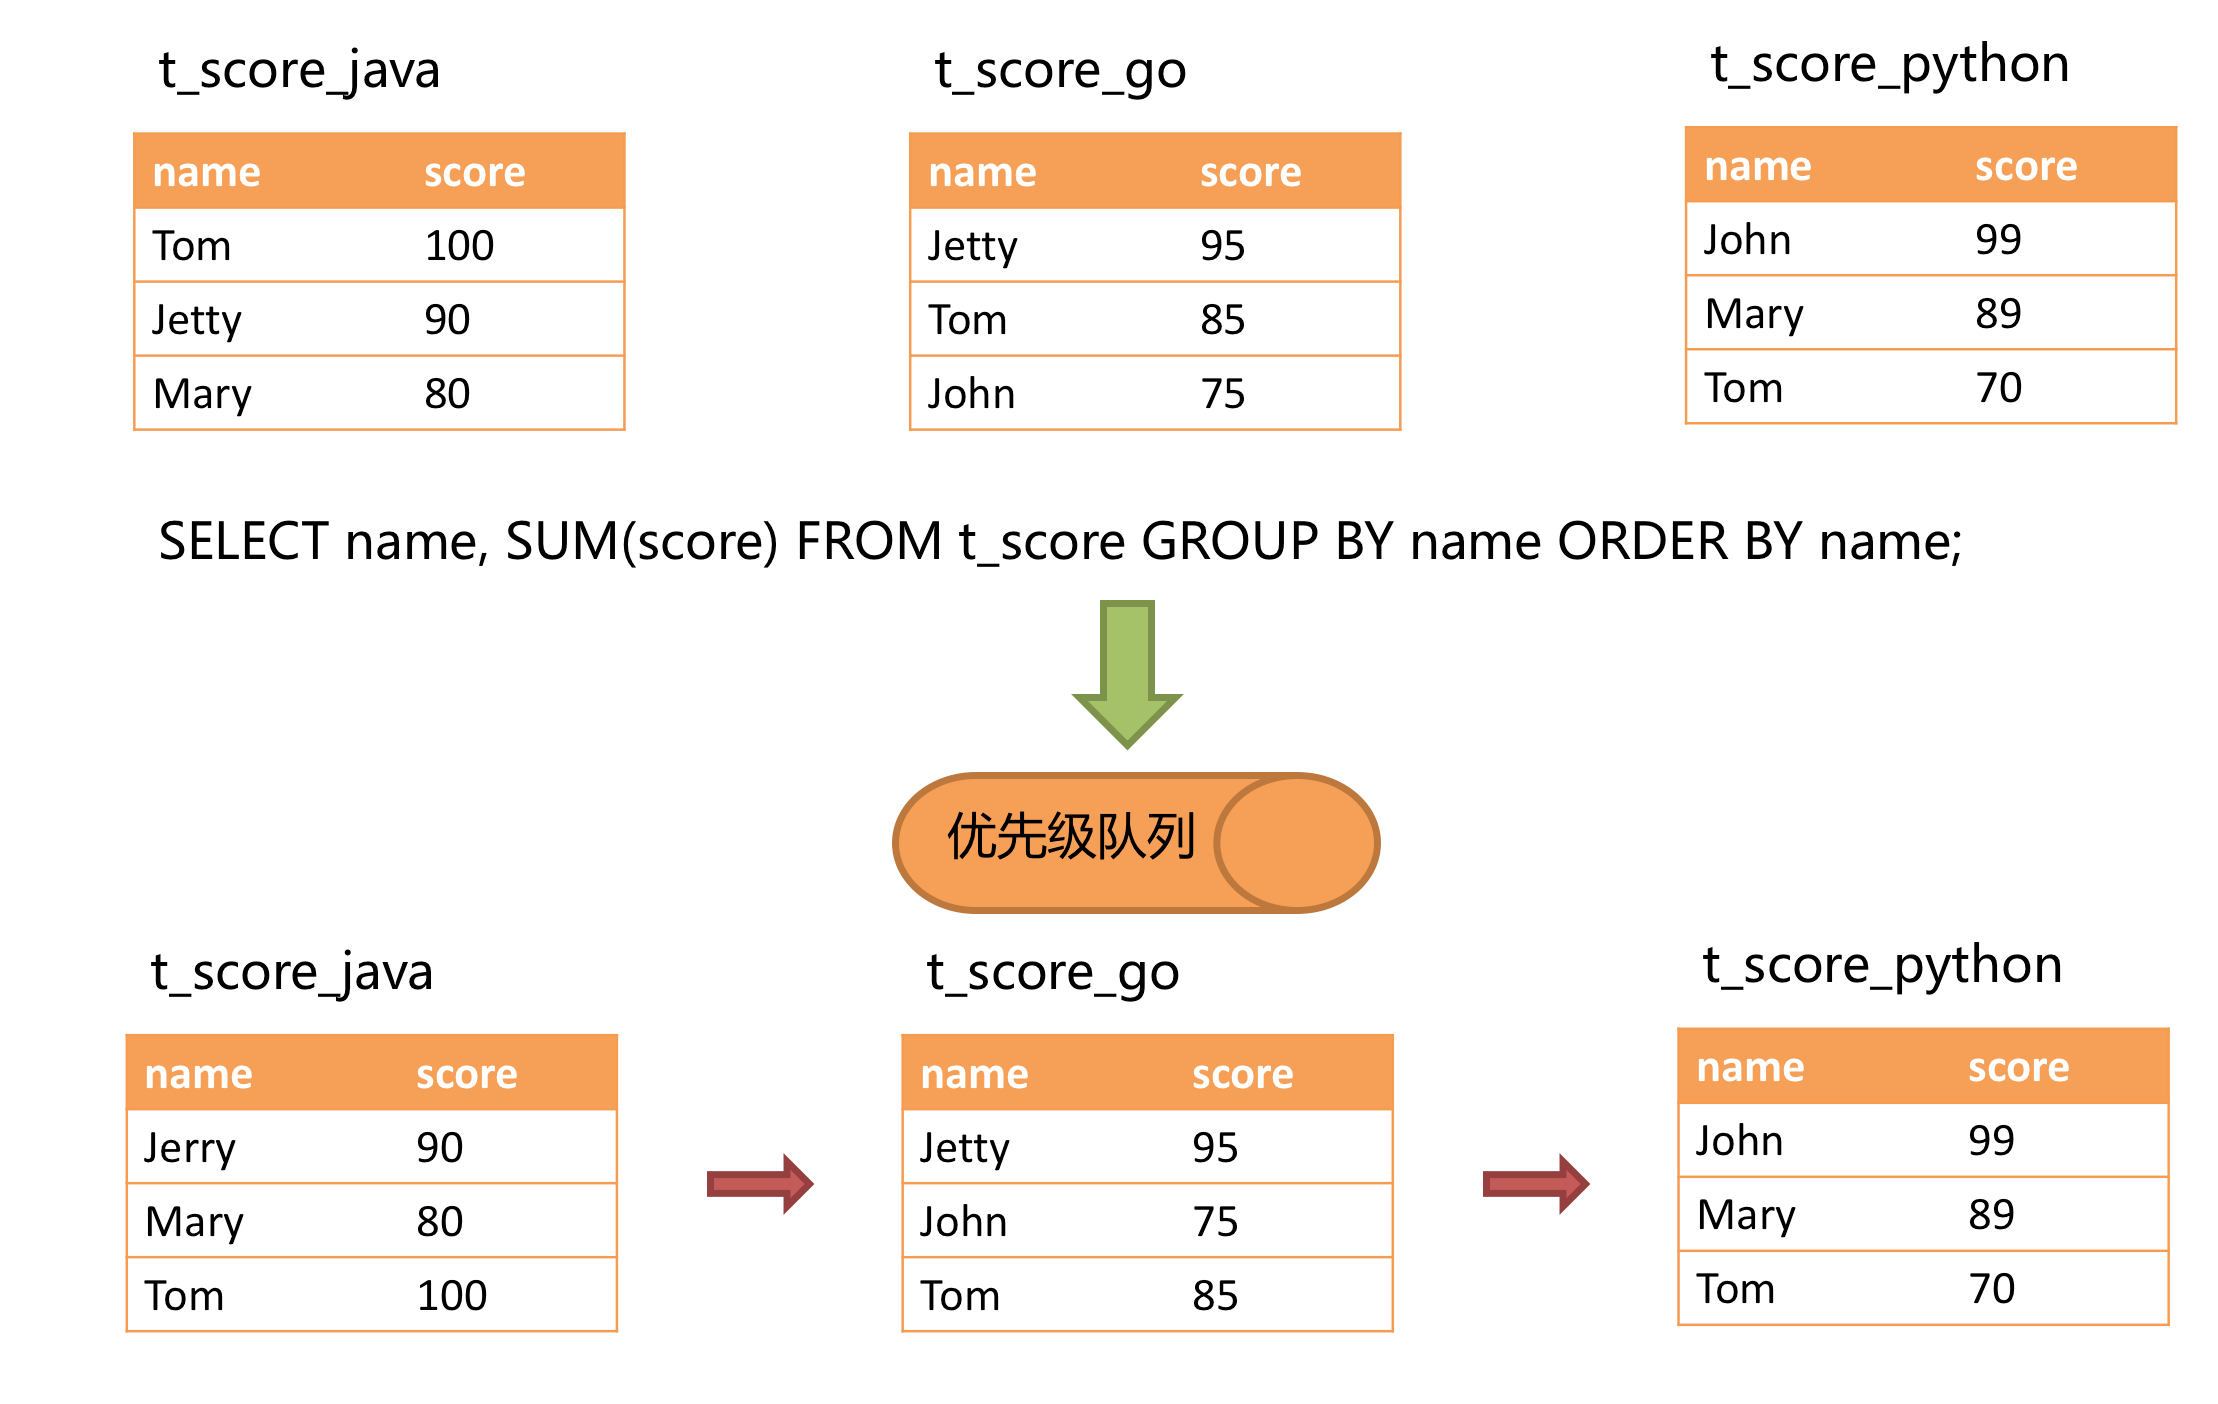 t_score_java
name score
Tom 100
Jetty 90
Mary 80
t_score_go
name score
Jetty 95
Tom 85
John 75
t_score_python
name score
John 99
Mary 89
Tom 70
SELECT name, SUM(score) FROM t_score GROUP BY name ORDER BY name;
优先级队列
t_score_java
name score
Jerry 90
Mary 80
Tom 100
t_score_go
name score
Jetty 95
John 75
Tom 85
t_score_python
name score
John 99
Mary 89
Tom 70